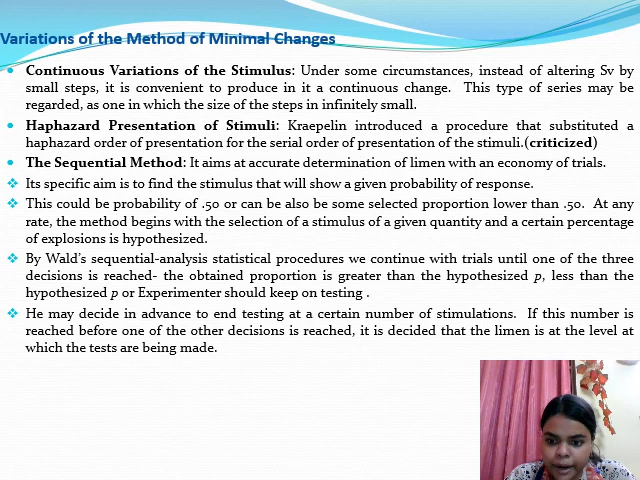 Variations of the Method of Minimal Changes
Continuous Variations of the Stimulus: Under some circumstances, instead of altering Sv by
small steps, it is convenient to produce in it a continuous change. This type of series may be
regarded, as one in which the size of the steps in infinitely small.
Haphazard Presentation of Stimuli: Kraepelin introduced a procedure that substituted a
haphazard order of presentation for the serial order of presentation of the stimuli.(criticized)
The Sequential Method: It aims at accurate determination of limen with an economy of trials.
Its specific aim is to find the stimulus that will show a given probability of response.
This could be probability of .50 or can be also be some selected proportion lower than .50. At any
rate, the method begins with the selection of a stimulus of a given quantity and a certain percentage
of explosions is hypothesized.
By Wald's sequential-analysis statistical procedures we continue with trials until one of the three
decisions is reached- the obtained proportion is greater than the hypothesized p, less than the
hypothesized p or Experimenter should keep on testing .
He may decide in advance to end testing at a certain number of stimulations. If this number is
reached before one of the other decisions is reached, it is decided that the limen is at the level at
which the tests are being made.